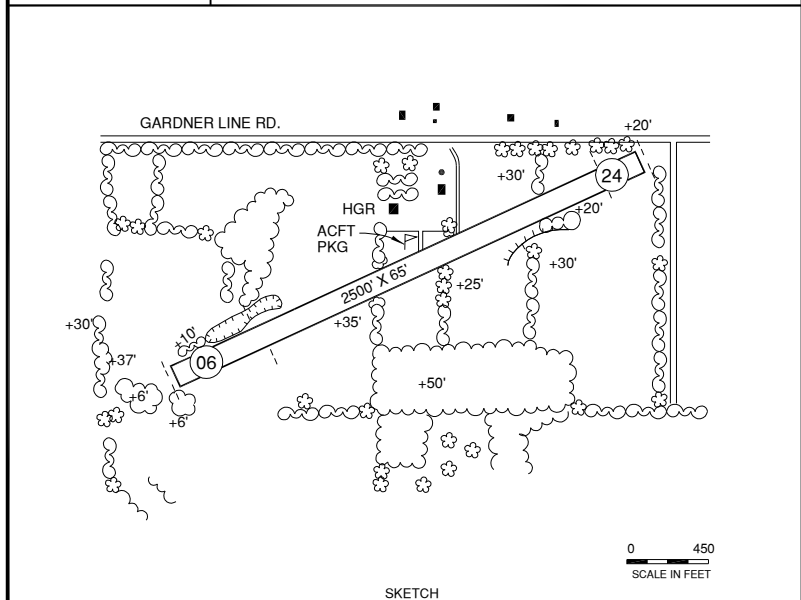 GARDNER LINE RD.
+20'
+30'
24
HGR
+20'
ACFT
PKG
+30'
2500' X 65'
+25'
+30'
+35'
+10'
+37'
06
+50'
+6'
+6'
0 450
SCALE IN FEET
SKETCH